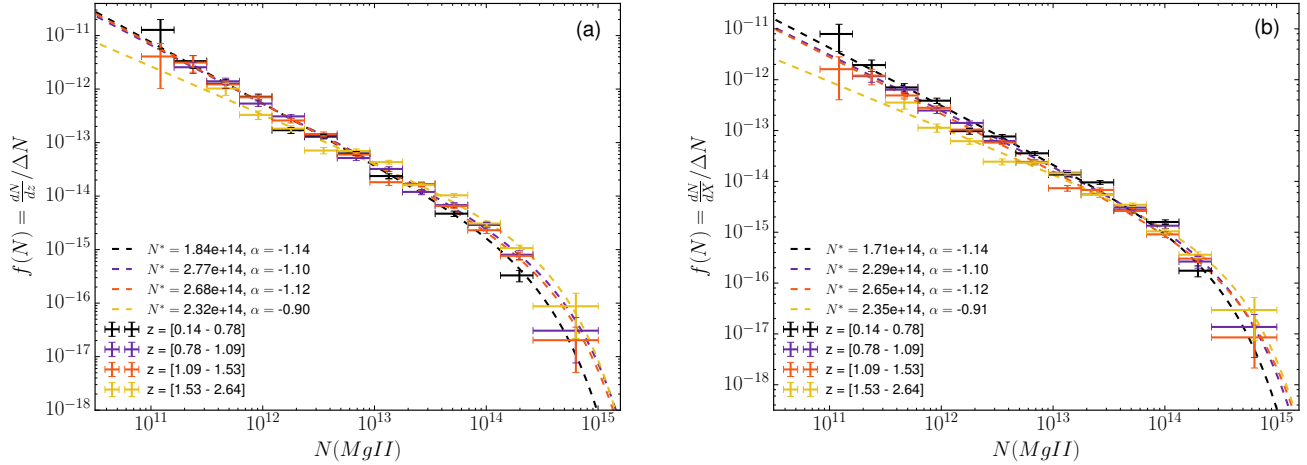 (a)
10^{-11}
10^{-12}
10^{-13}
10^{-14}
10^{-15}
10^{-16}
10^{-17}
10^{-18}
f(N) = \frac{dN}{dz}/ΔN
N* = 1.84e+14, α = -1.14
N* = 2.77e+14, α = -1.10
N* = 2.68e+14, α = -1.12
N* = 2.32e+14, α = -0.90
z = [0.14 - 0.78]
z = [0.78 - 1.09]
z = [1.09 - 1.53]
z = [1.53 - 2.64]
10^{11} 10^{12} 10^{13} 10^{14} 10^{15}
N(MgII)
(b)
10^{-11}
10^{-12}
10^{-13}
10^{-14}
10^{-15}
10^{-16}
10^{-17}
10^{-18}
f(N) = \frac{dN}{dX}/ΔN
N* = 1.71e+14, α = -1.14
N* = 2.29e+14, α = -1.10
N* = 2.65e+14, α = -1.12
N* = 2.35e+14, α = -0.91
z = [0.14 - 0.78]
z = [0.78 - 1.09]
z = [1.09 - 1.53]
z = [1.53 - 2.64]
10^{11} 10^{12} 10^{13} 10^{14} 10^{15}
N(MgII)